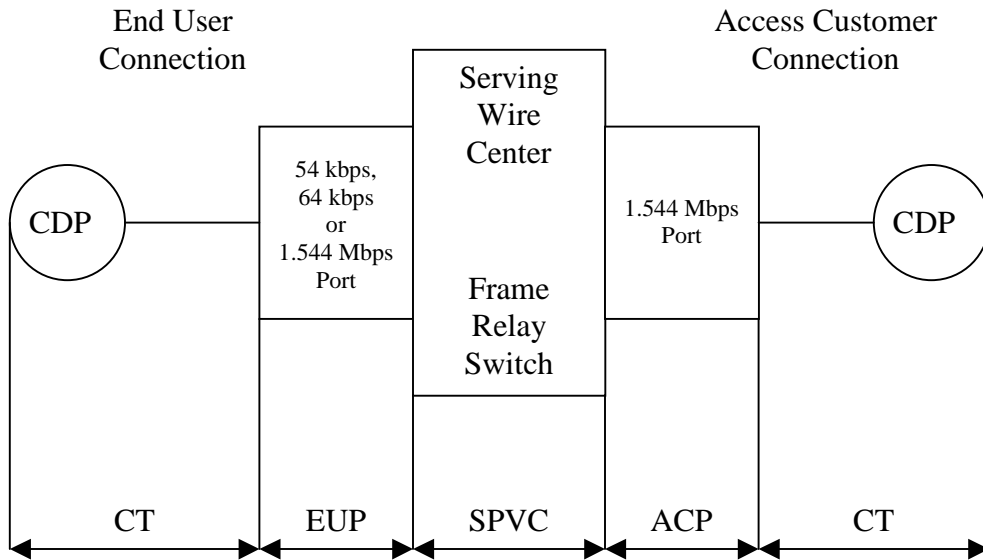 End User
Connection
Access Customer
Connection
Serving
Wire
Center
Frame
Relay
Switch
CDP
54 kbps,
64 kbps
or
1.544 Mbps
Port
1.544 Mbps
Port
CDP
CT
EUP
SPVC
ACP
CT